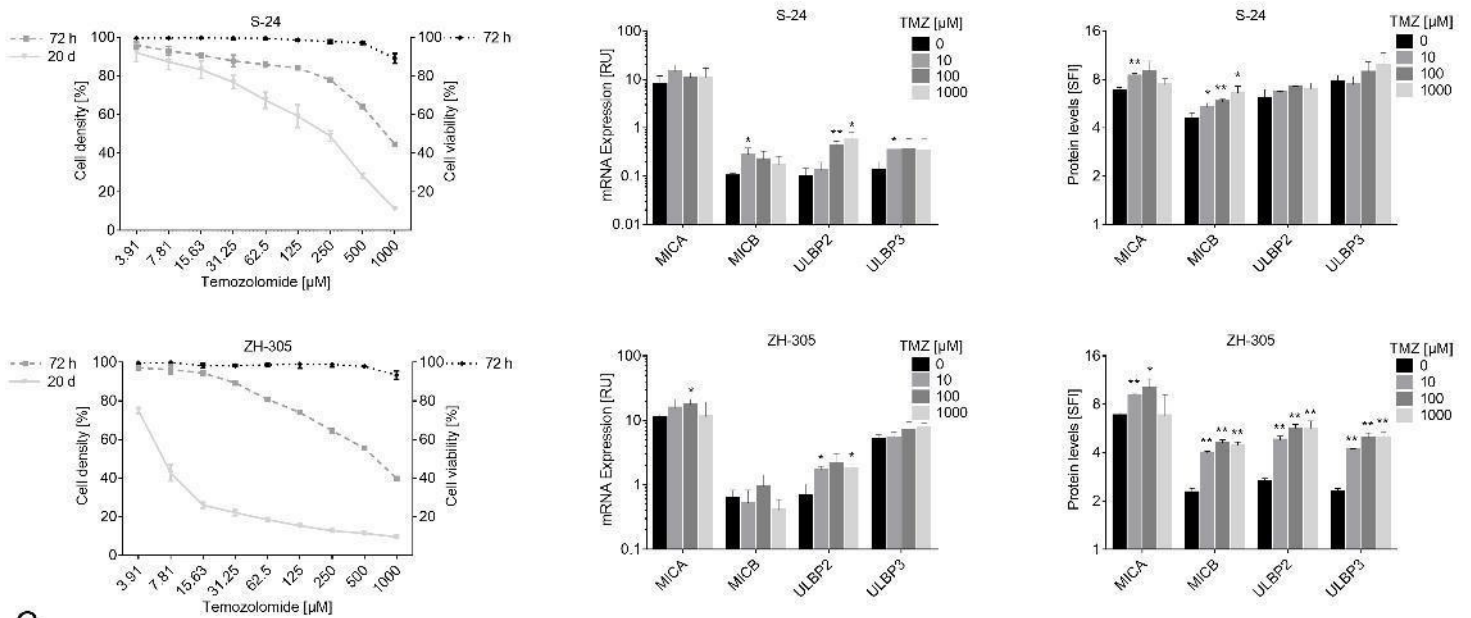 S-24
72 h
20 d
72 h
Cell density [%]
100
80
60
40
20
0
100
80
60
40
20
Cell viability [%]
3.91
7.81
15.63
31.25
62.5
125
250
500
1000
Temozolomide [µM]
S-24
mRNA Expression [RU]
100
10
1
0.1
0.01
MICA
MICB
ULBP2
ULBP3
*
**
*
*
TMZ [µM]
0
10
100
1000
S-24
Protein levels [SFI]
16
8
4
2
1
MICA
MICB
ULBP2
ULBP3
**
*
**
*
TMZ [µM]
0
10
100
1000
ZH-305
72 h
20 d
72 h
Cell density [%]
100
80
60
40
20
0
100
80
60
40
20
Cell viability [%]
3.91
7.81
15.63
31.25
62.5
125
250
500
1000
Temozolomide [µM]
ZH-305
mRNA Expression [RU]
100
10
1
0.1
MICA
MICB
ULBP2
ULBP3
*
*
*
TMZ [µM]
0
10
100
1000
ZH-305
Protein levels [SFI]
16
8
4
2
1
MICA
MICB
ULBP2
ULBP3
**
*
**
**
**
**
**
**
**
**
**
TMZ [µM]
0
10
100
1000